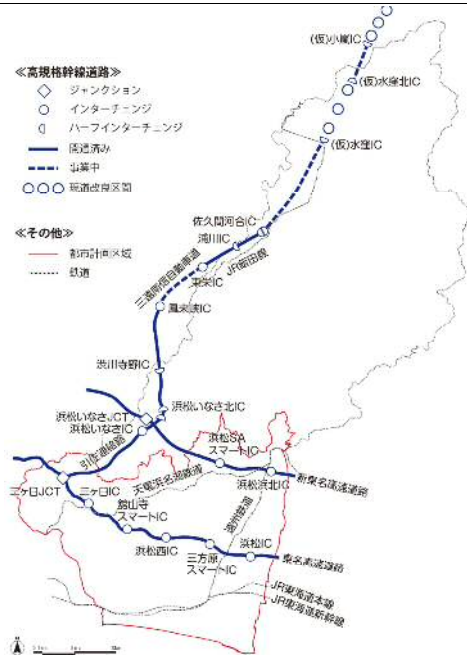 (仮)小嵐IC
≪高規格幹線道路≫
ジャンクション
(仮)水窪北IC
インターチェンジ
ハーフインターチェンジ
開通済み
(仮)水窪IC
事業中
現道改良区間
佐久間川合IC
≪その他≫
浦川IC
都市計画区域
JR飯田線
鉄道
東栄IC
三遠南信自動車道
鳳来峡IC
渋川寺野IC
浜松いなさJCT
浜松いなさ北IC
浜松いなさIC
浜松SA
スマートIC
引佐連絡路
天竜浜名湖鉄道
浜松浜北IC
新東名高速道路
三ヶ日JCT
三ヶ日IC
舘山寺
スマートIC
浜松西IC
三方原
スマートIC
浜松IC
東名高速道路
JR東海道本線
JR東海道新幹線